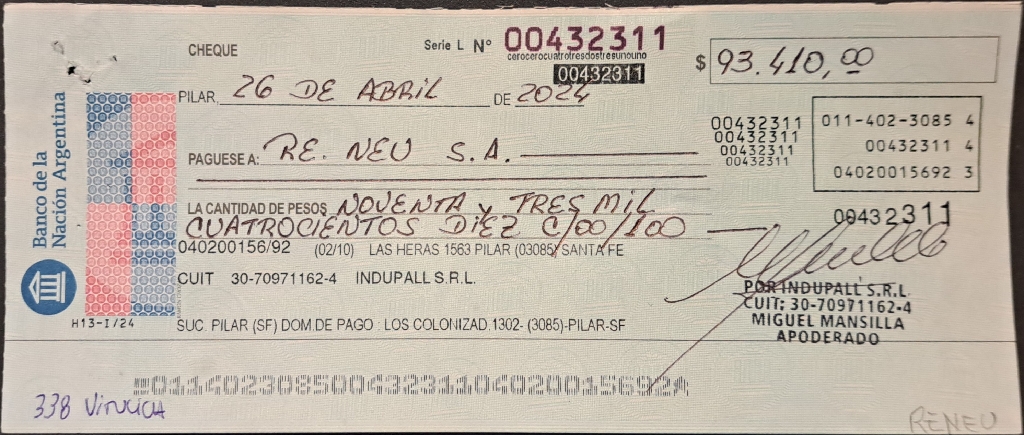 CHEQUE
Serie L Nº 00432311
cerocerocuatrotresdostresunouno
00432311
$ 93.410,00
PILAR, 26 DE ABRIL DE 2024
00432311
00432311
00432311
00432311
011-402-3085 4
00432311 4
04020015692 3
PAGUESE A: RE. NEU S.A.
LA CANTIDAD DE PESOS NOVENTA y TRES MIL
CUATROCIENTOS DIEZ C/00/100
00432311
040200156/92 (02/10) LAS HERAS 1563 PILAR (03085) SANTA FE
CUIT 30-70971162-4 INDUPALL S.R.L.
POR INDUPALL S.R.L.
CUIT: 30-70971162-4
MIGUEL MANSILLA
APODERADO
Banco de la
Nación Argentina
H13-I/24
SUC. PILAR (SF) DOM.DE PAGO : LOS COLONIZAD.1302- (3085)-PILAR-SF
01140230850043231104020015692
338
RENEU